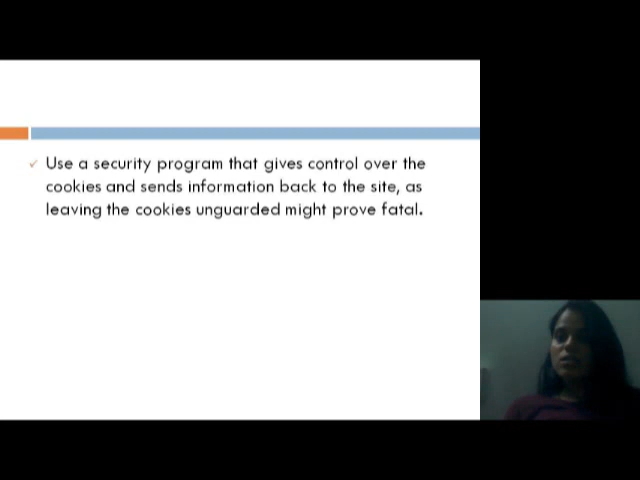 Use a security program that gives control over the
cookies and sends information back to the site, as
leaving the cookies unguarded might prove fatal.